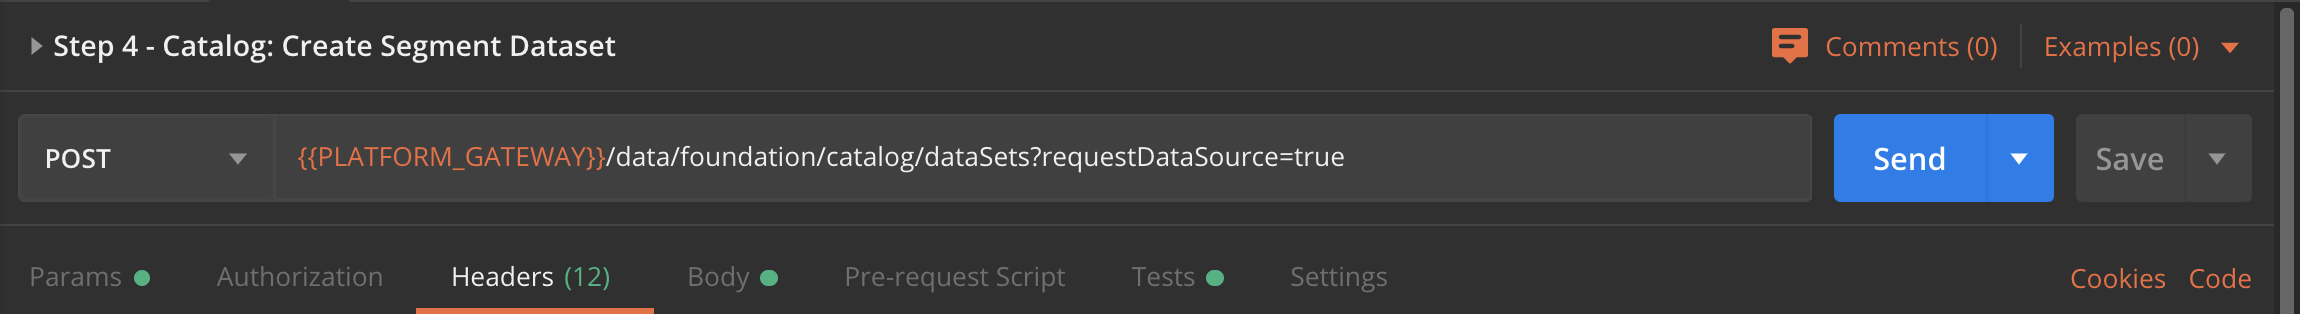 Step 4 - Catalog: Create Segment Dataset Comments (0) Examples (0)
POST {{PLATFORM_GATEWAY}}/data/foundation/catalog/dataSets?requestDataSource=true Send Save
Params Authorization Headers (12) Body Pre-request Script Tests Settings Cookies Code